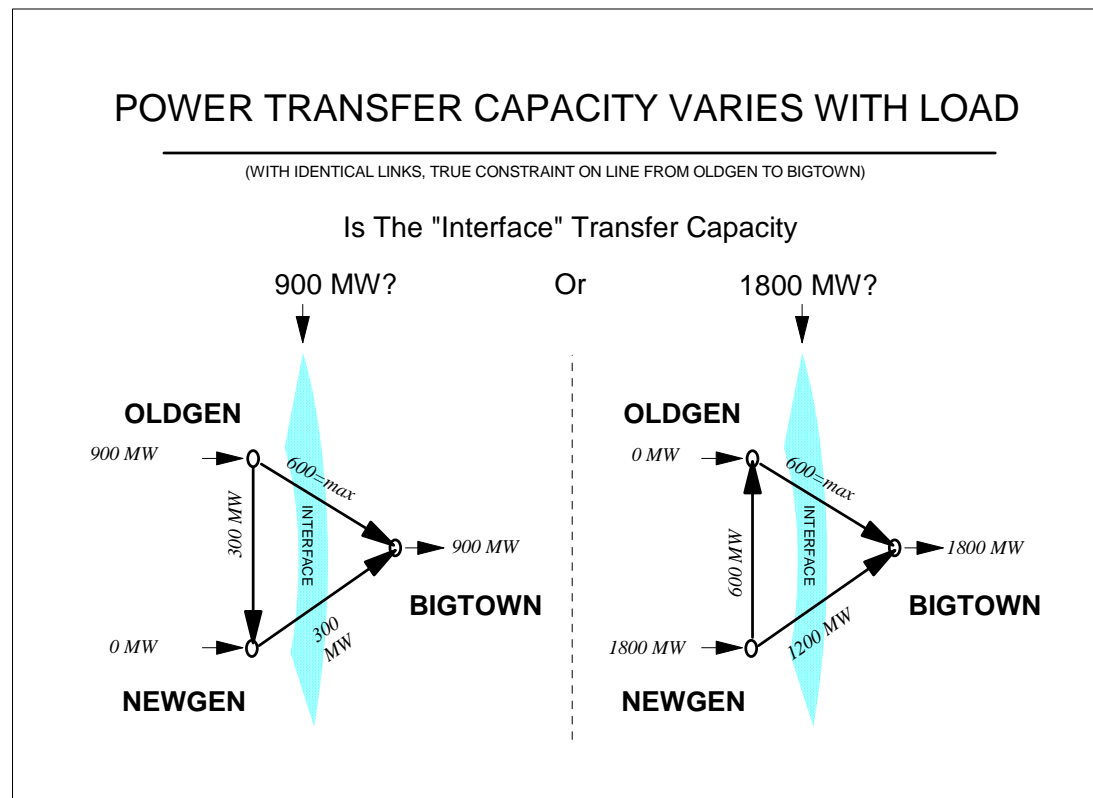 POWER TRANSFER CAPACITY VARIES WITH LOAD
(WITH IDENTICAL LINKS, TRUE CONSTRAINT ON LINE FROM OLDGEN TO BIGTOWN)
Is The "Interface" Transfer Capacity
900 MW?
Or
1800 MW?
OLDGEN
900 MW
600=max
300 MW
INTERFACE
900 MW
BIGTOWN
0 MW
300
MW
NEWGEN
OLDGEN
0 MW
600=max
600 MW
INTERFACE
1800 MW
BIGTOWN
1800 MW
1200 MW
NEWGEN